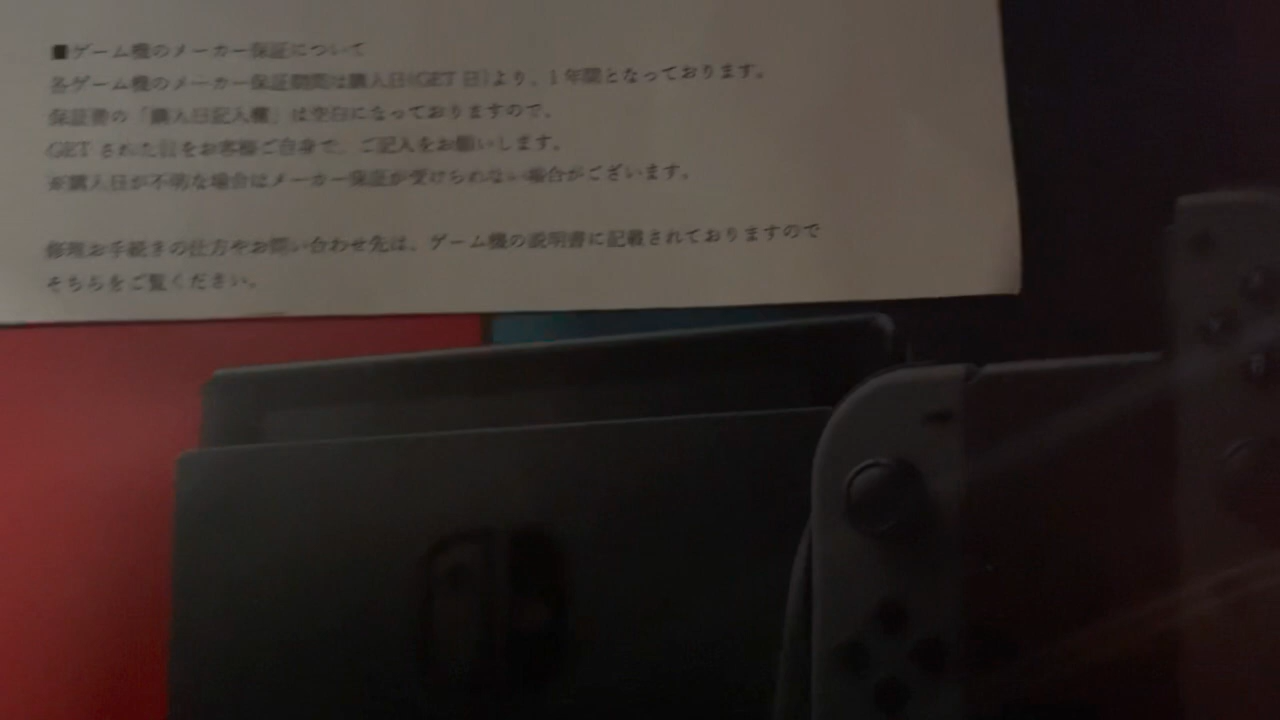 ■ゲーム機のメーカー保証について
各ゲーム機のメーカー保証期間は購入日(GET 日)より、1 年間となっております。
保証書の「購入日記入欄」は空白になっておりますので、
GET された日をお客様ご自身で、ご記入をお願いします。
※購入日が不明な場合はメーカー保証が受けられない場合がございます。
修理お手続きの仕方やお問い合わせ先は、ゲーム機の説明書に記載されておりますので
そちらをご覧ください。